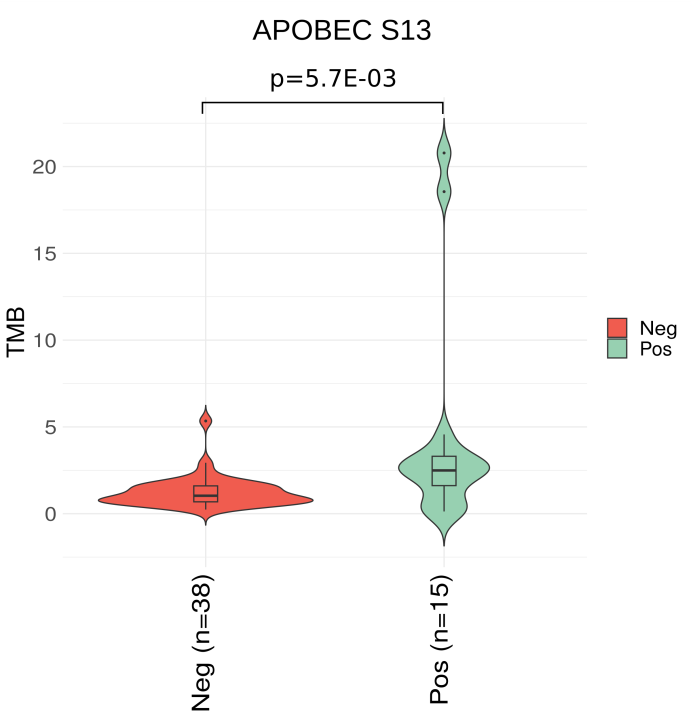 APOBEC S13
p=5.7E-03
20
15
10
5
0
TMB
Neg
Pos
Neg (n=38)
Pos (n=15)